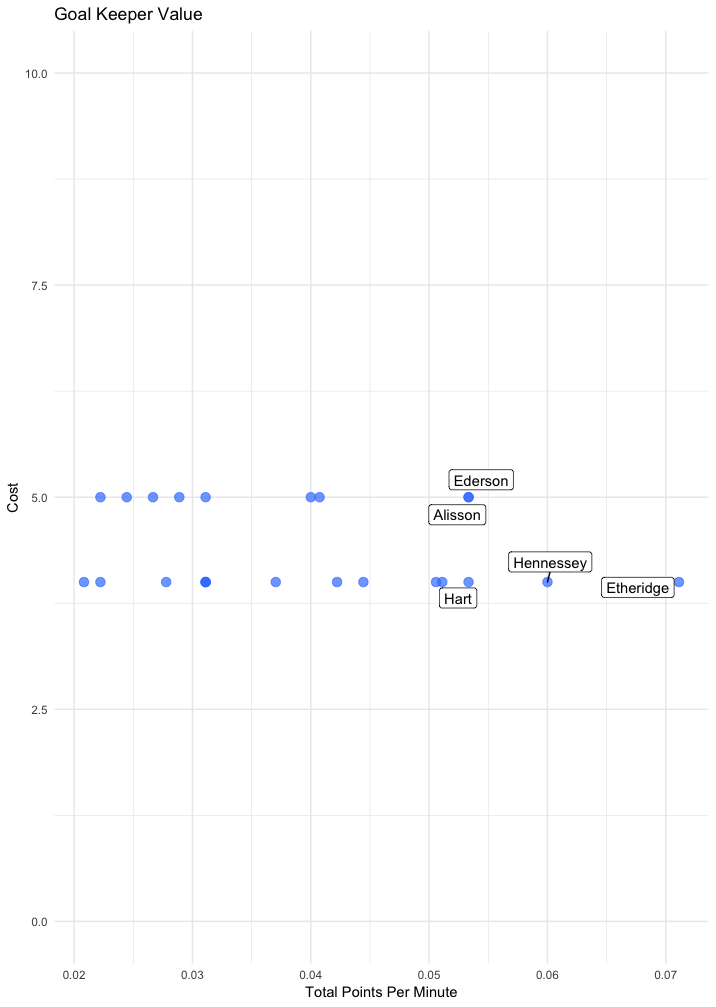 Goal Keeper Value
10.0
7.5
5.0
2.5
0.0
Cost
Ederson
Alisson
Hennessey
Etheridge
Hart
0.02 0.03 0.04 0.05 0.06 0.07
Total Points Per Minute